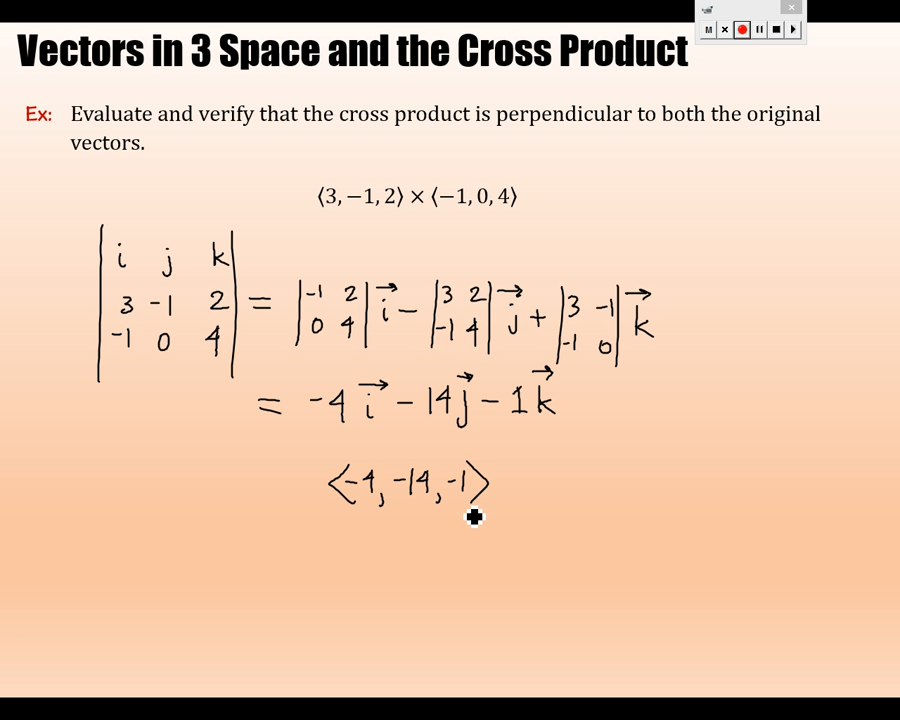 Vectors in 3 Space and the Cross Product
Ex: Evaluate and verify that the cross product is perpendicular to both the original
vectors.
⟨3, −1, 2⟩ × ⟨−1, 0, 4⟩
|i j k|
|3 -1 2| = |-1 2| i⃗ - |3 2| j⃗ + |3 -1| k⃗
|-1 0 4| |0 4| |-1 4| |-1 0|
= -4 i⃗ - 14 j⃗ - 1 k⃗
<-4, -14, -1>
M